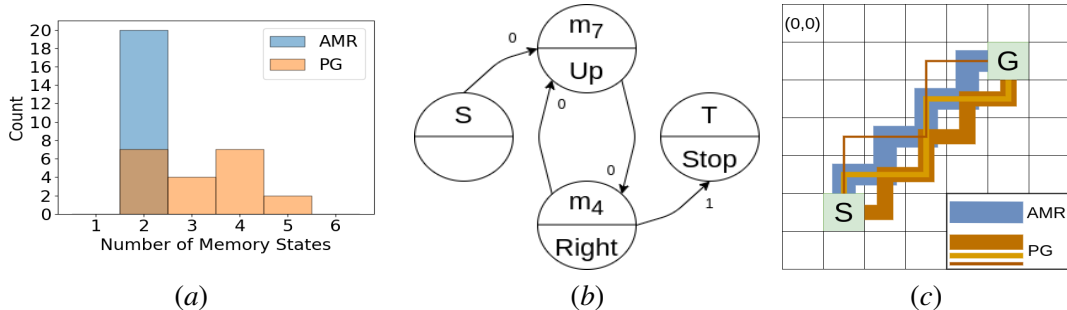 20
18
16
14
12
10
8
6
4
2
0
Count
1 2 3 4 5 6
Number of Memory States
AMR
PG
(a)
0
m7
Up
S
0
T
Stop
0
m4
Right
1
(b)
(0,0)
G
S
AMR
PG
(c)